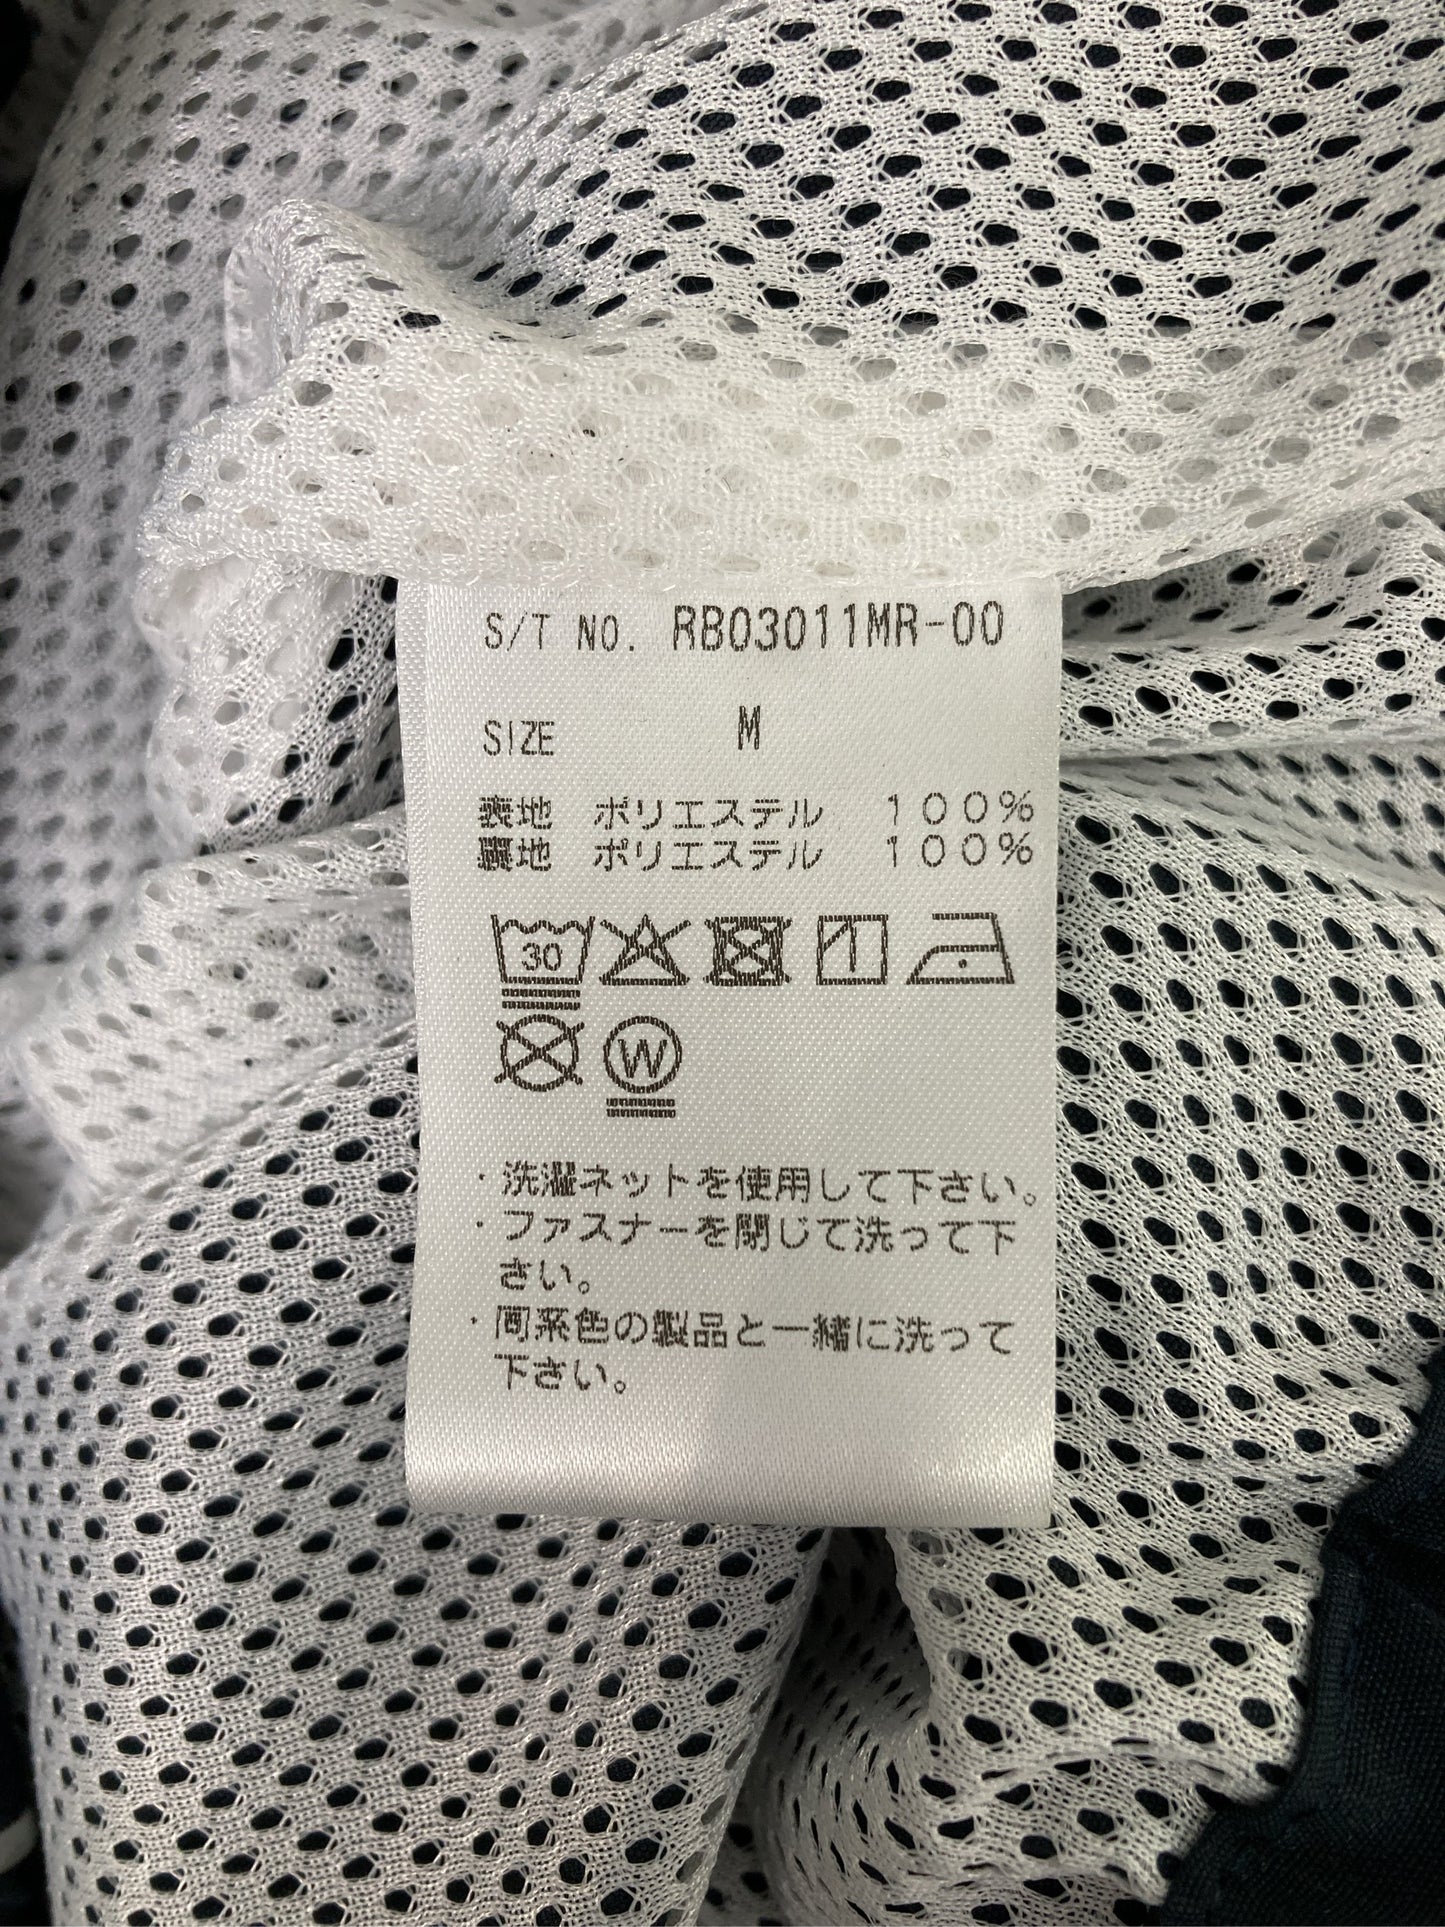 S/T NO. RB03011MR-00
SIZE M
表地 ポリエステル 100%
裏地 ポリエステル 100%
30
W
・洗濯ネットを使用して下さい。
・ファスナーを閉じて洗って下
さい。
・同系色の製品と一緒に洗って
下さい。